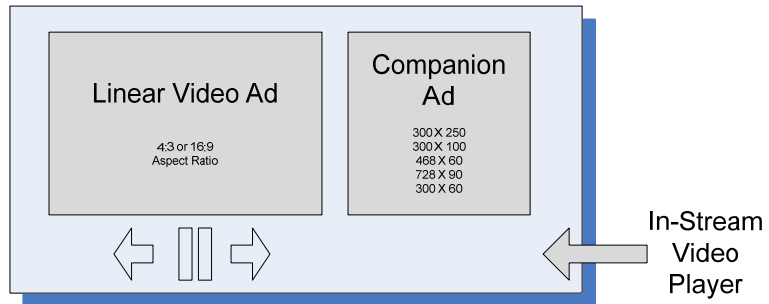 Linear Video Ad
4:3 or 16:9
Aspect Ratio
Companion
Ad
300 X 250
300 X 100
468 X 60
728 X 90
300 X 60
In-Stream
Video
Player